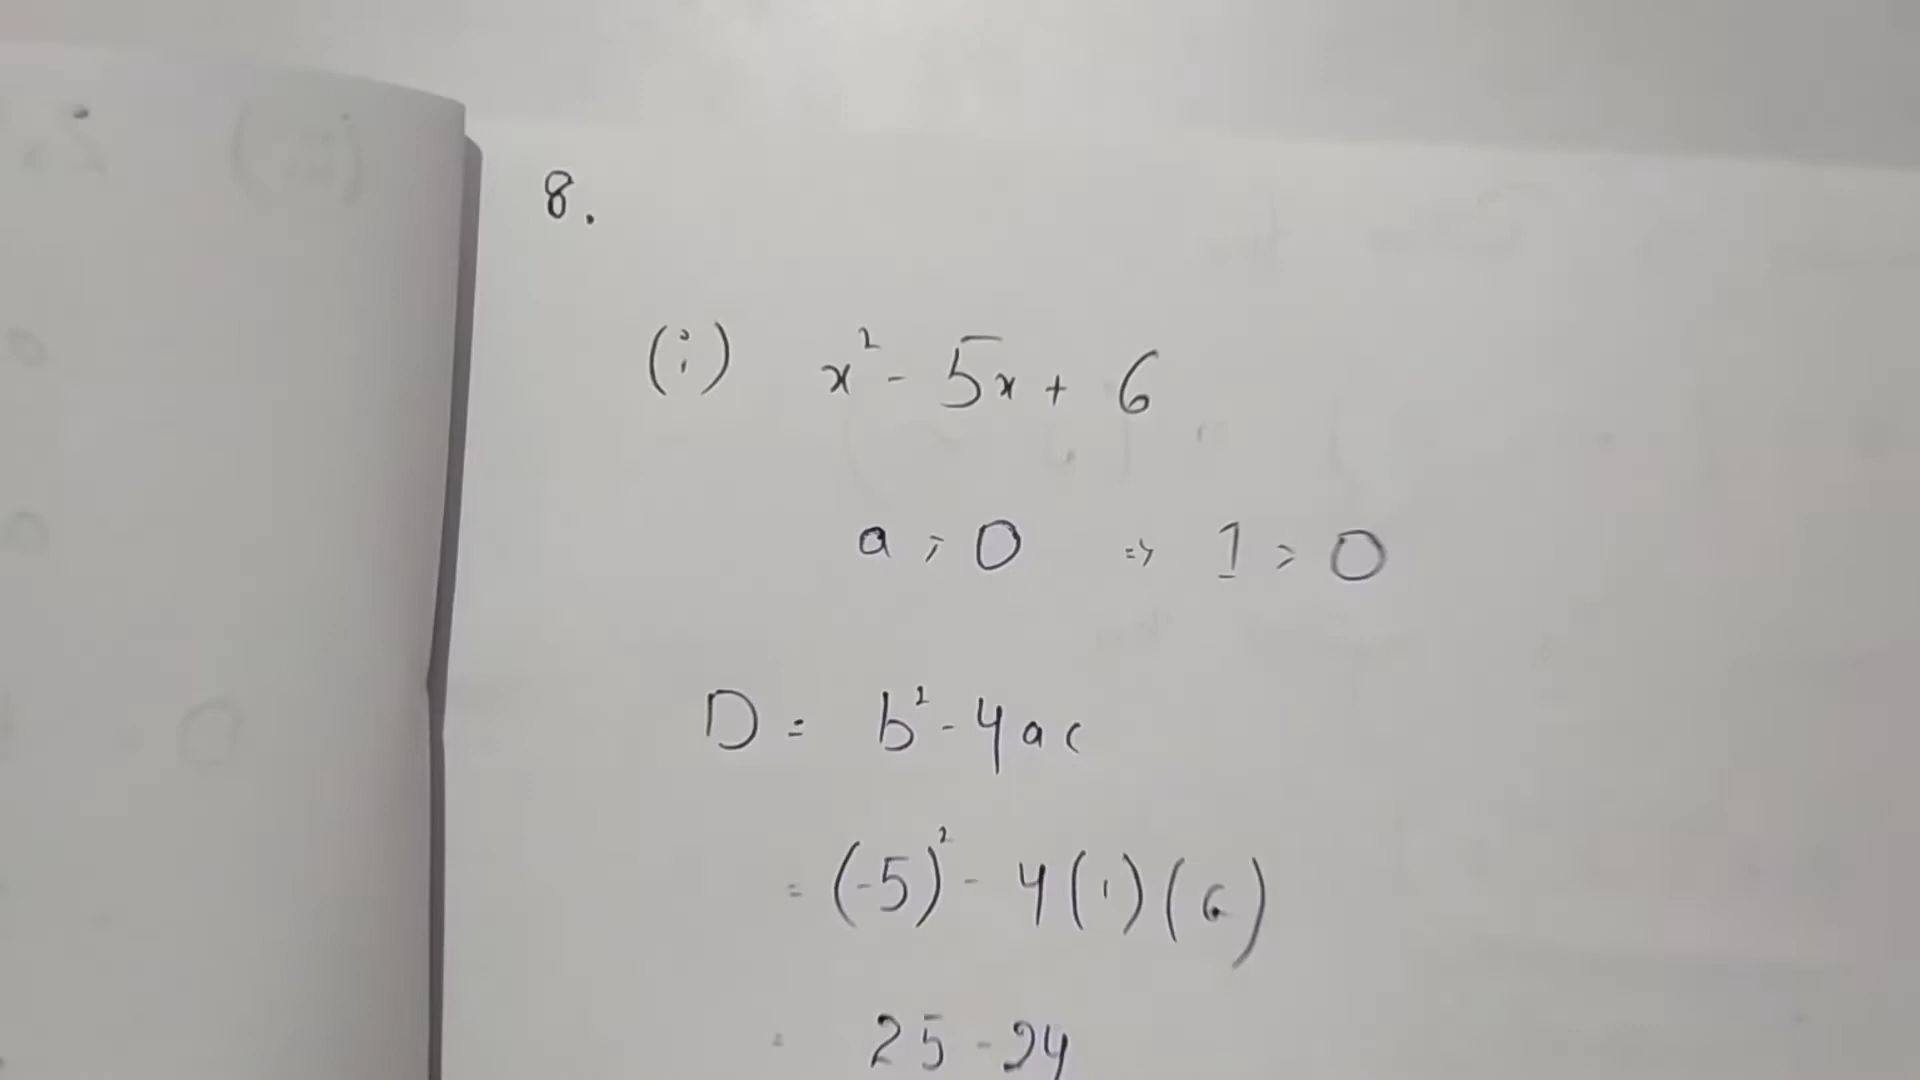 8.
(i) x² - 5x + 6
a > 0 => 1 > 0
D = b² - 4ac
= (-5)² - 4(1)(6)
= 25 - 24